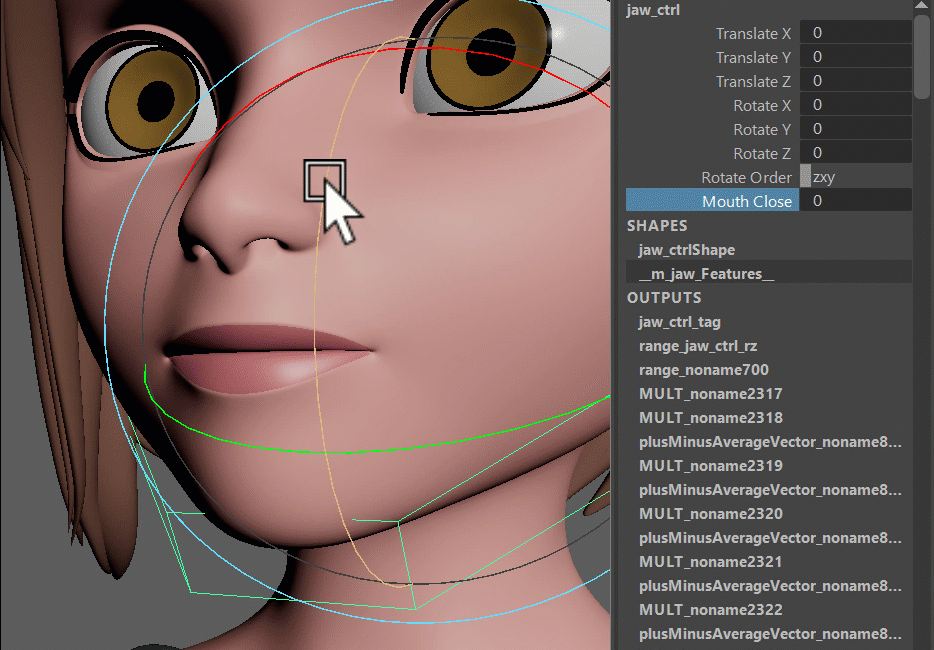 jaw_ctrl
Translate X 0
Translate Y 0
Translate Z 0
Rotate X 0
Rotate Y 0
Rotate Z 0
Rotate Order zxy
Mouth Close 0
SHAPES
jaw_ctrlShape
__m_jaw_Features__
OUTPUTS
jaw_ctrl_tag
range_jaw_ctrl_rz
range_noname700
MULT_noname2317
MULT_noname2318
plusMinusAverageVector_noname8...
MULT_noname2319
plusMinusAverageVector_noname8...
MULT_noname2320
plusMinusAverageVector_noname8...
MULT_noname2321
plusMinusAverageVector_noname8...
MULT_noname2322
plusMinusAverageVector_noname8...